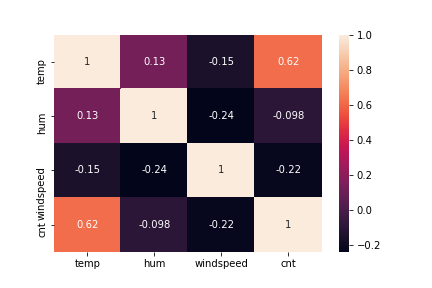 temp 1 0.13 -0.15 0.62
hum 0.13 1 -0.24 -0.098
windspeed -0.15 -0.24 1 -0.22
cnt 0.62 -0.098 -0.22 1
temp hum windspeed cnt
1.0
0.8
0.6
0.4
0.2
0.0
−0.2